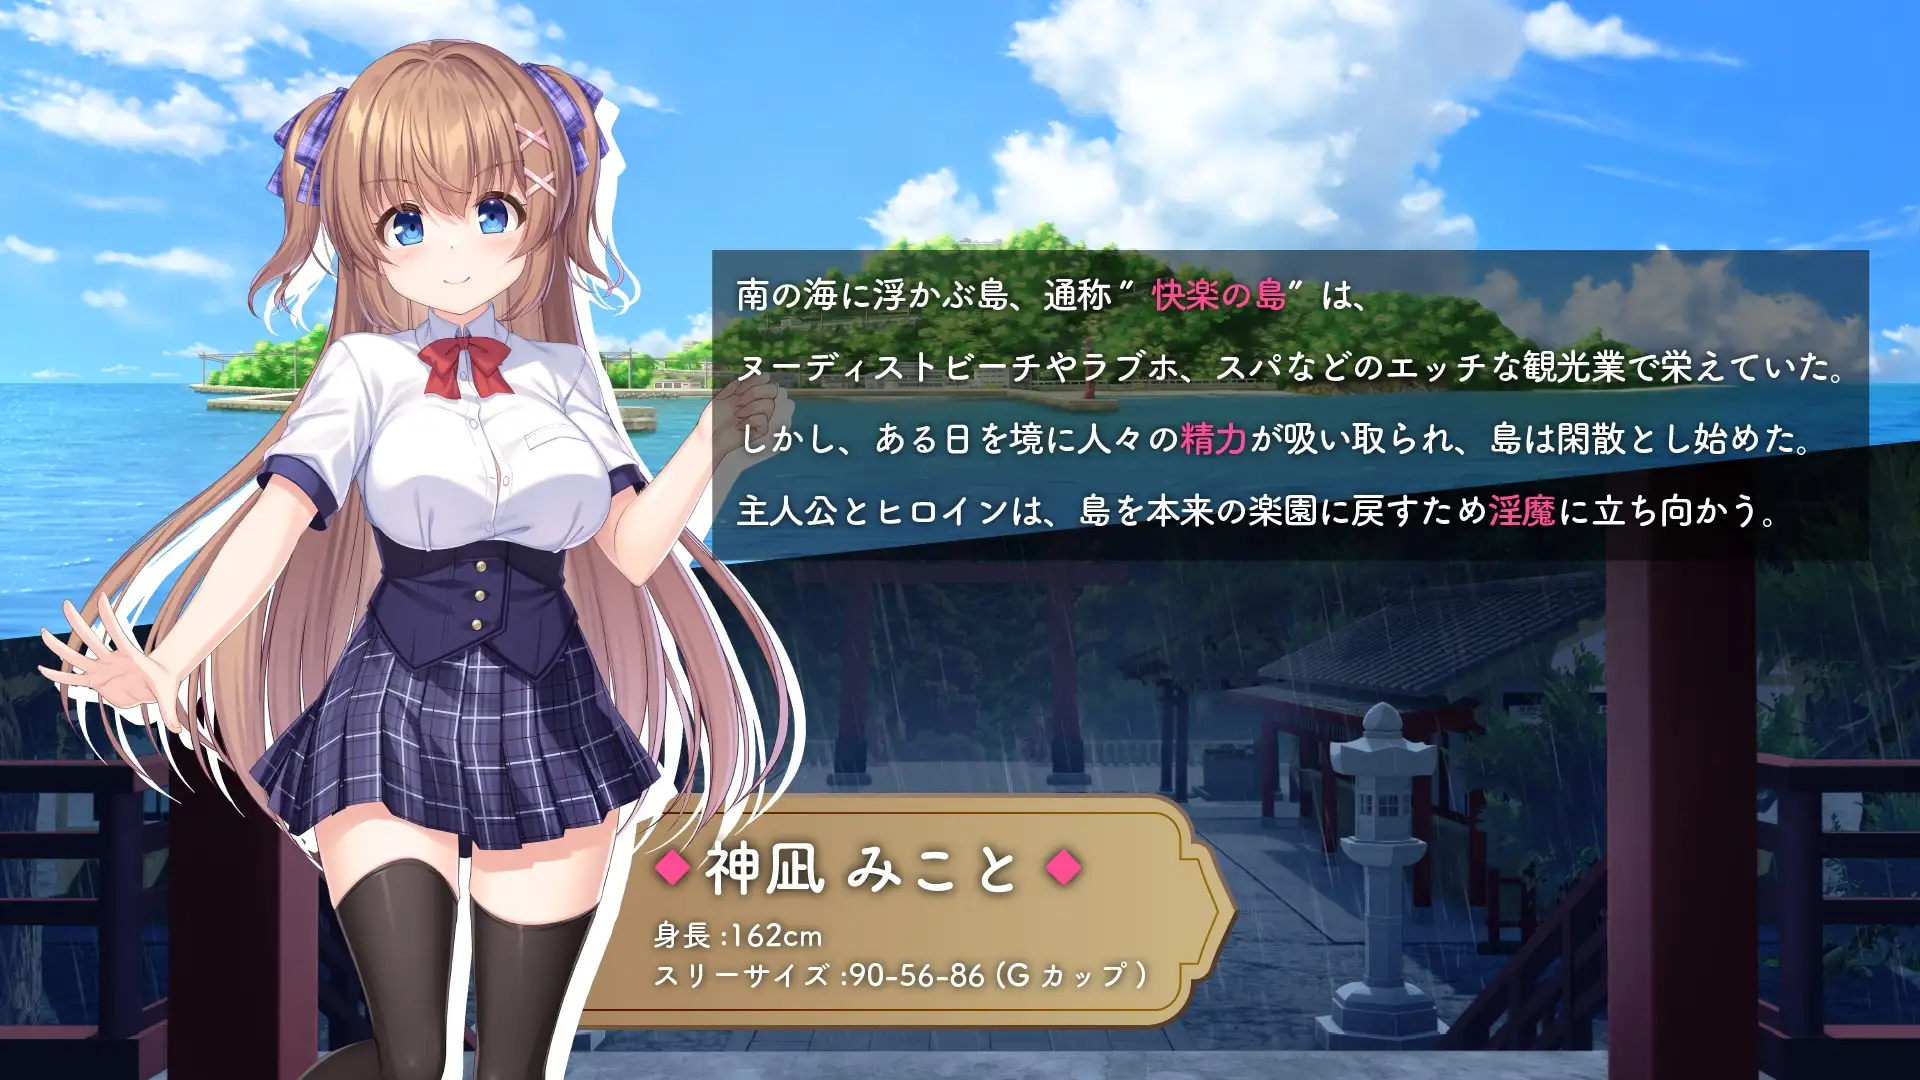 南の海に浮かぶ島、通称〝快楽の島〟は、
ヌーディストビーチやラブホ、スパなどのエッチな観光業で栄えていた。
しかし、ある日を境に人々の精力が吸い取られ、島は閑散とし始めた。
主人公とヒロインは、島を本来の楽園に戻すため淫魔に立ち向かう。
◆神凪 みこと◆
身長:162cm
スリーサイズ:90-56-86(Gカップ)